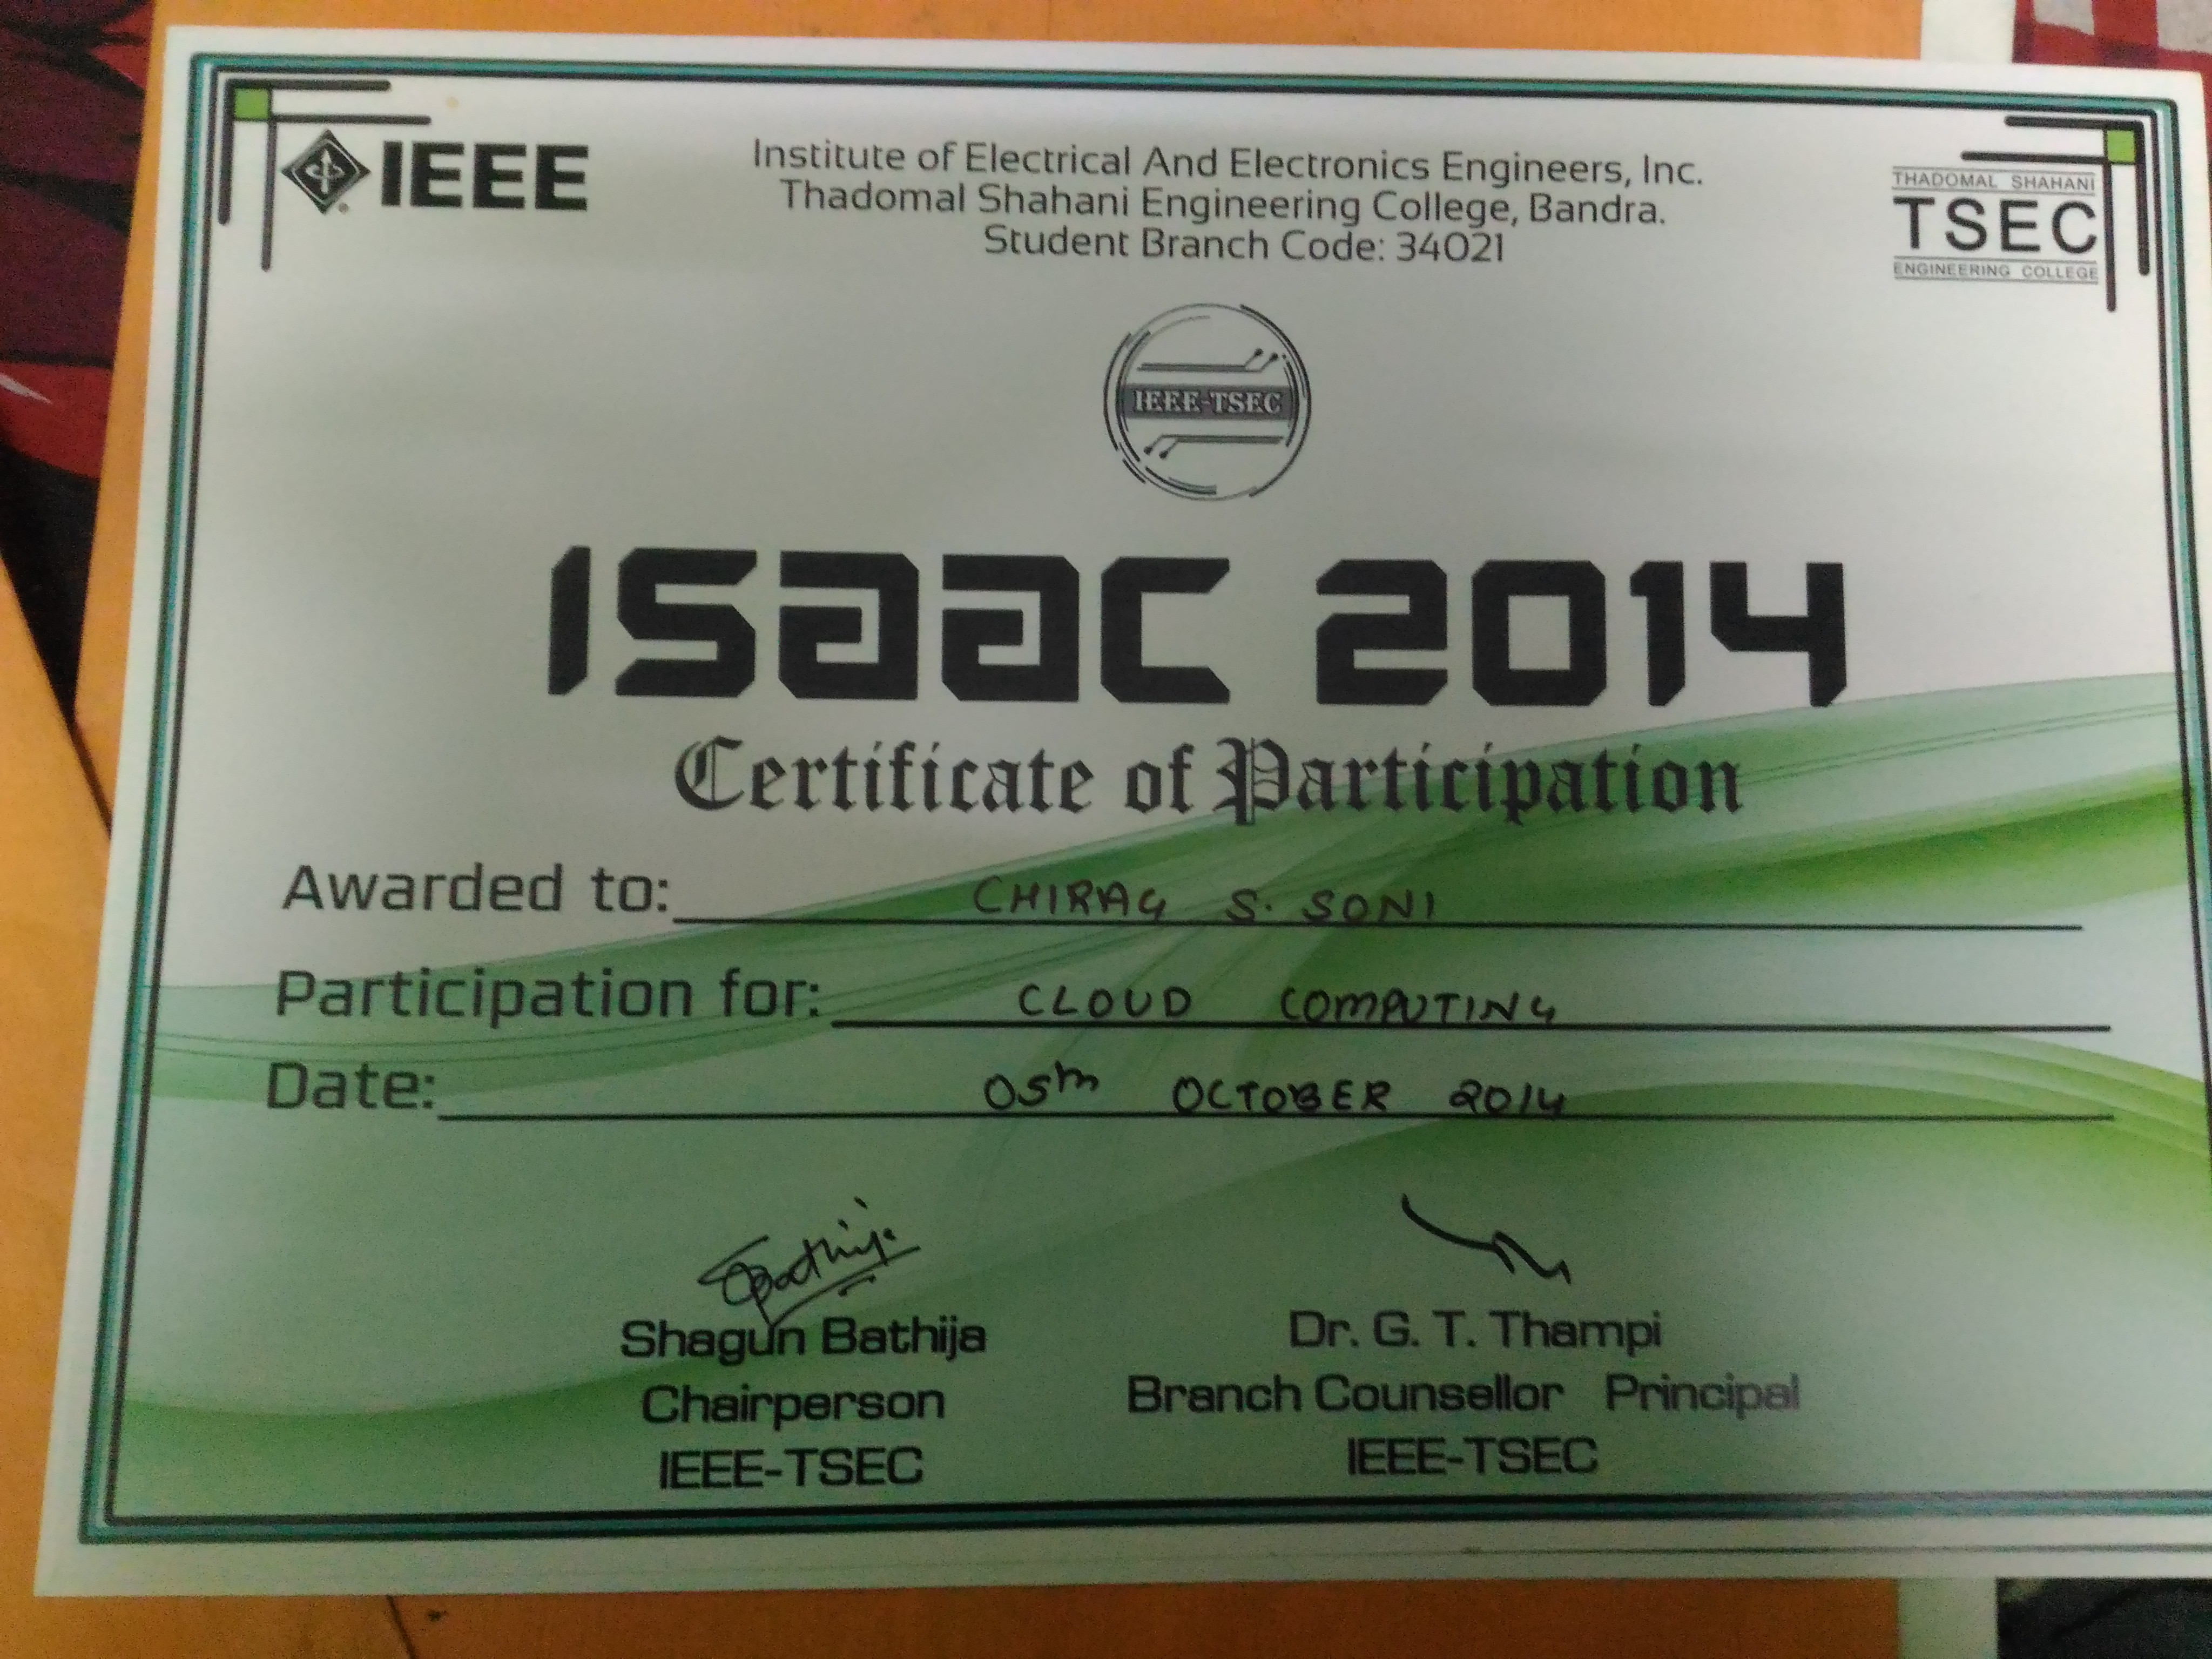 IEEE
Institute of Electrical And Electronics Engineers, Inc.
Thadomal Shahani Engineering College, Bandra.
Student Branch Code: 34021
THADOMAL SHAHANI
TSEC
ENGINEERING COLLEGE
IEEE-TSEC
ISAAC 2014
Certificate of Participation
Awarded to: CHIRAG S. SONI
Participation for: CLOUD COMPUTING
Date: 05th OCTOBER 2014
SBathija
Shagun Bathija
Chairperson
IEEE-TSEC
Dr. G. T. Thampi
Branch Counsellor Principal
IEEE-TSEC